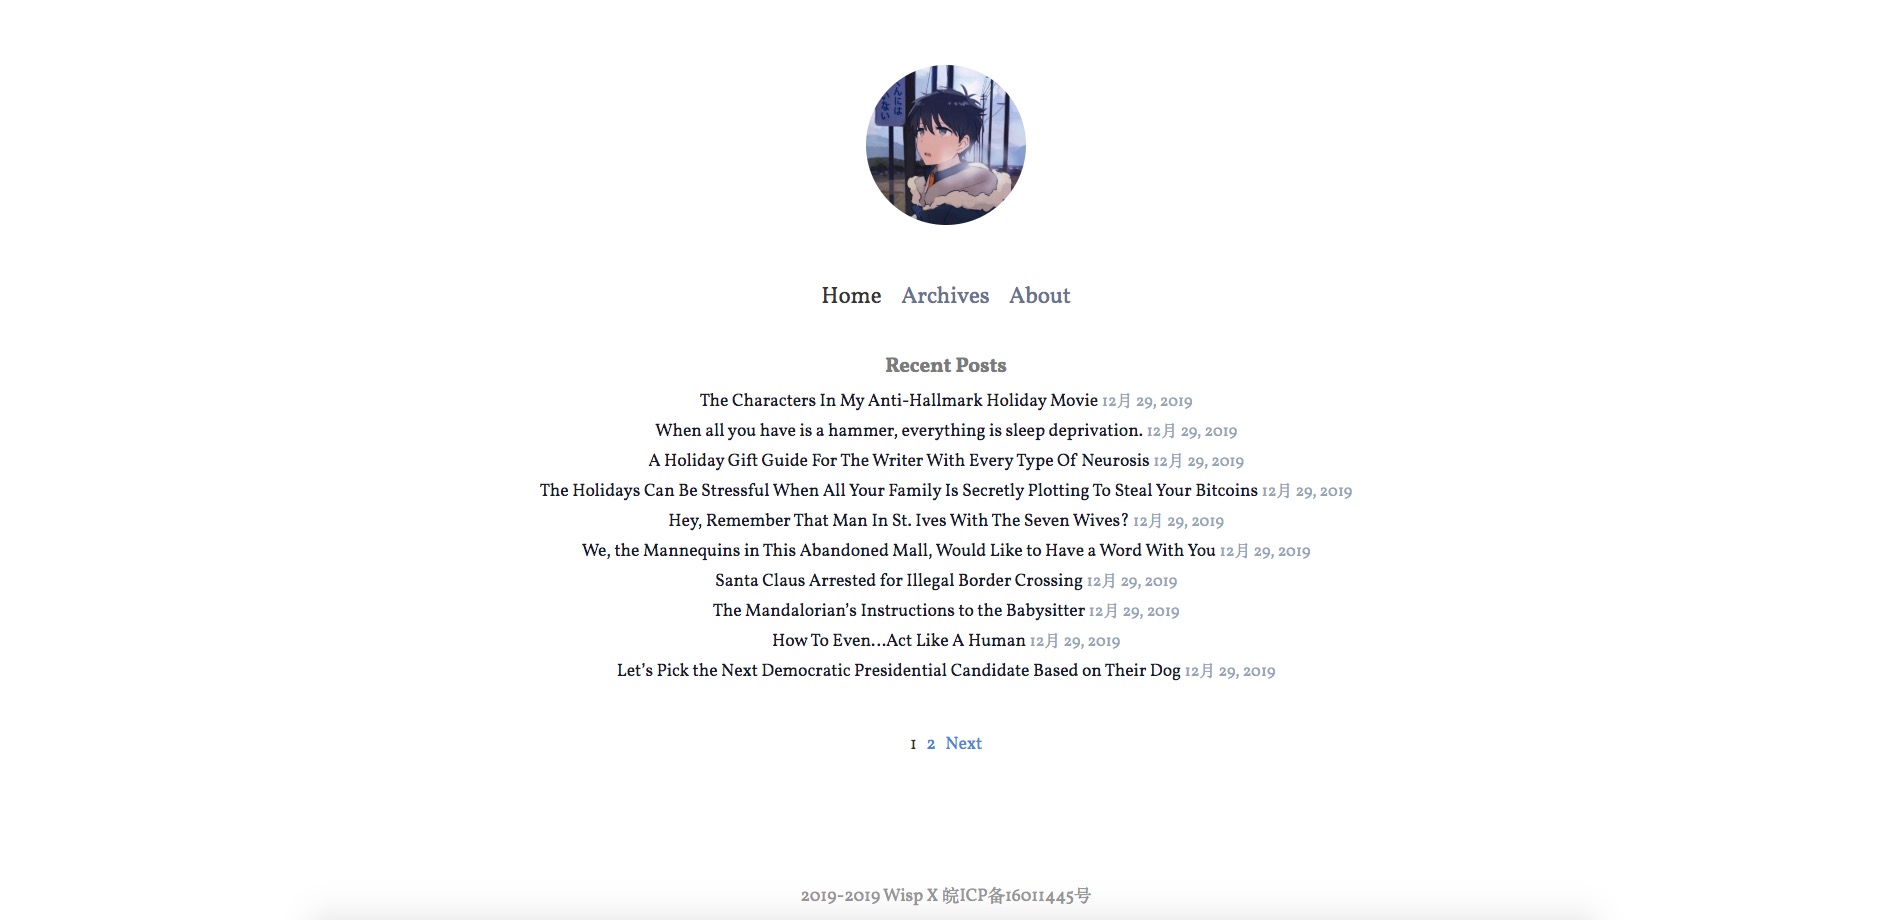 んには
かない
Home Archives About
Recent Posts
The Characters In My Anti-Hallmark Holiday Movie 12月 29, 2019
When all you have is a hammer, everything is sleep deprivation. 12月 29, 2019
A Holiday Gift Guide For The Writer With Every Type Of Neurosis 12月 29, 2019
The Holidays Can Be Stressful When All Your Family Is Secretly Plotting To Steal Your Bitcoins 12月 29, 2019
Hey, Remember That Man In St. Ives With The Seven Wives? 12月 29, 2019
We, the Mannequins in This Abandoned Mall, Would Like to Have a Word With You 12月 29, 2019
Santa Claus Arrested for Illegal Border Crossing 12月 29, 2019
The Mandalorian’s Instructions to the Babysitter 12月 29, 2019
How To Even…Act Like A Human 12月 29, 2019
Let’s Pick the Next Democratic Presidential Candidate Based on Their Dog 12月 29, 2019
1 2 Next
2019-2019 Wisp X 皖ICP备16011445号